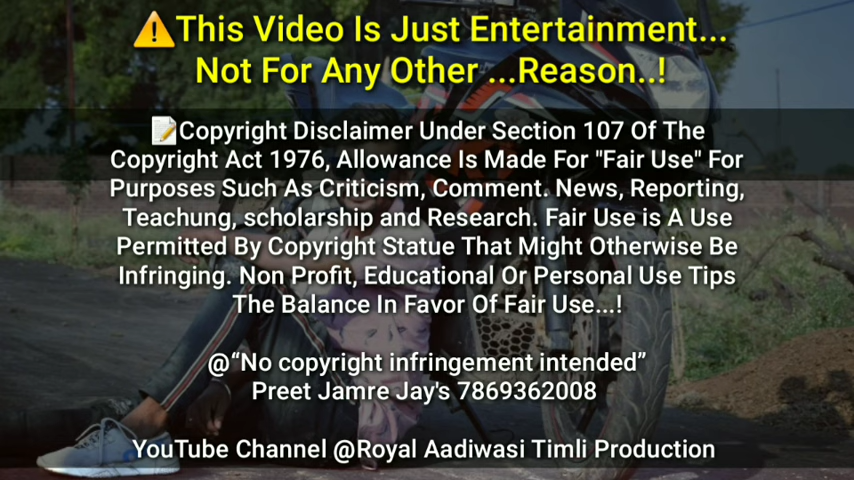 ⚠️This Video Is Just Entertainment...
Not For Any Other ...Reason..!
📝Copyright Disclaimer Under Section 107 Of The
Copyright Act 1976, Allowance Is Made For "Fair Use" For
Purposes Such As Criticism, Comment. News, Reporting,
Teachung, scholarship and Research. Fair Use is A Use
Permitted By Copyright Statue That Might Otherwise Be
Infringing. Non Profit, Educational Or Personal Use Tips
The Balance In Favor Of Fair Use...!
@“No copyright infringement intended”
Preet Jamre Jay's 7869362008
YouTube Channel @Royal Aadiwasi Timli Production